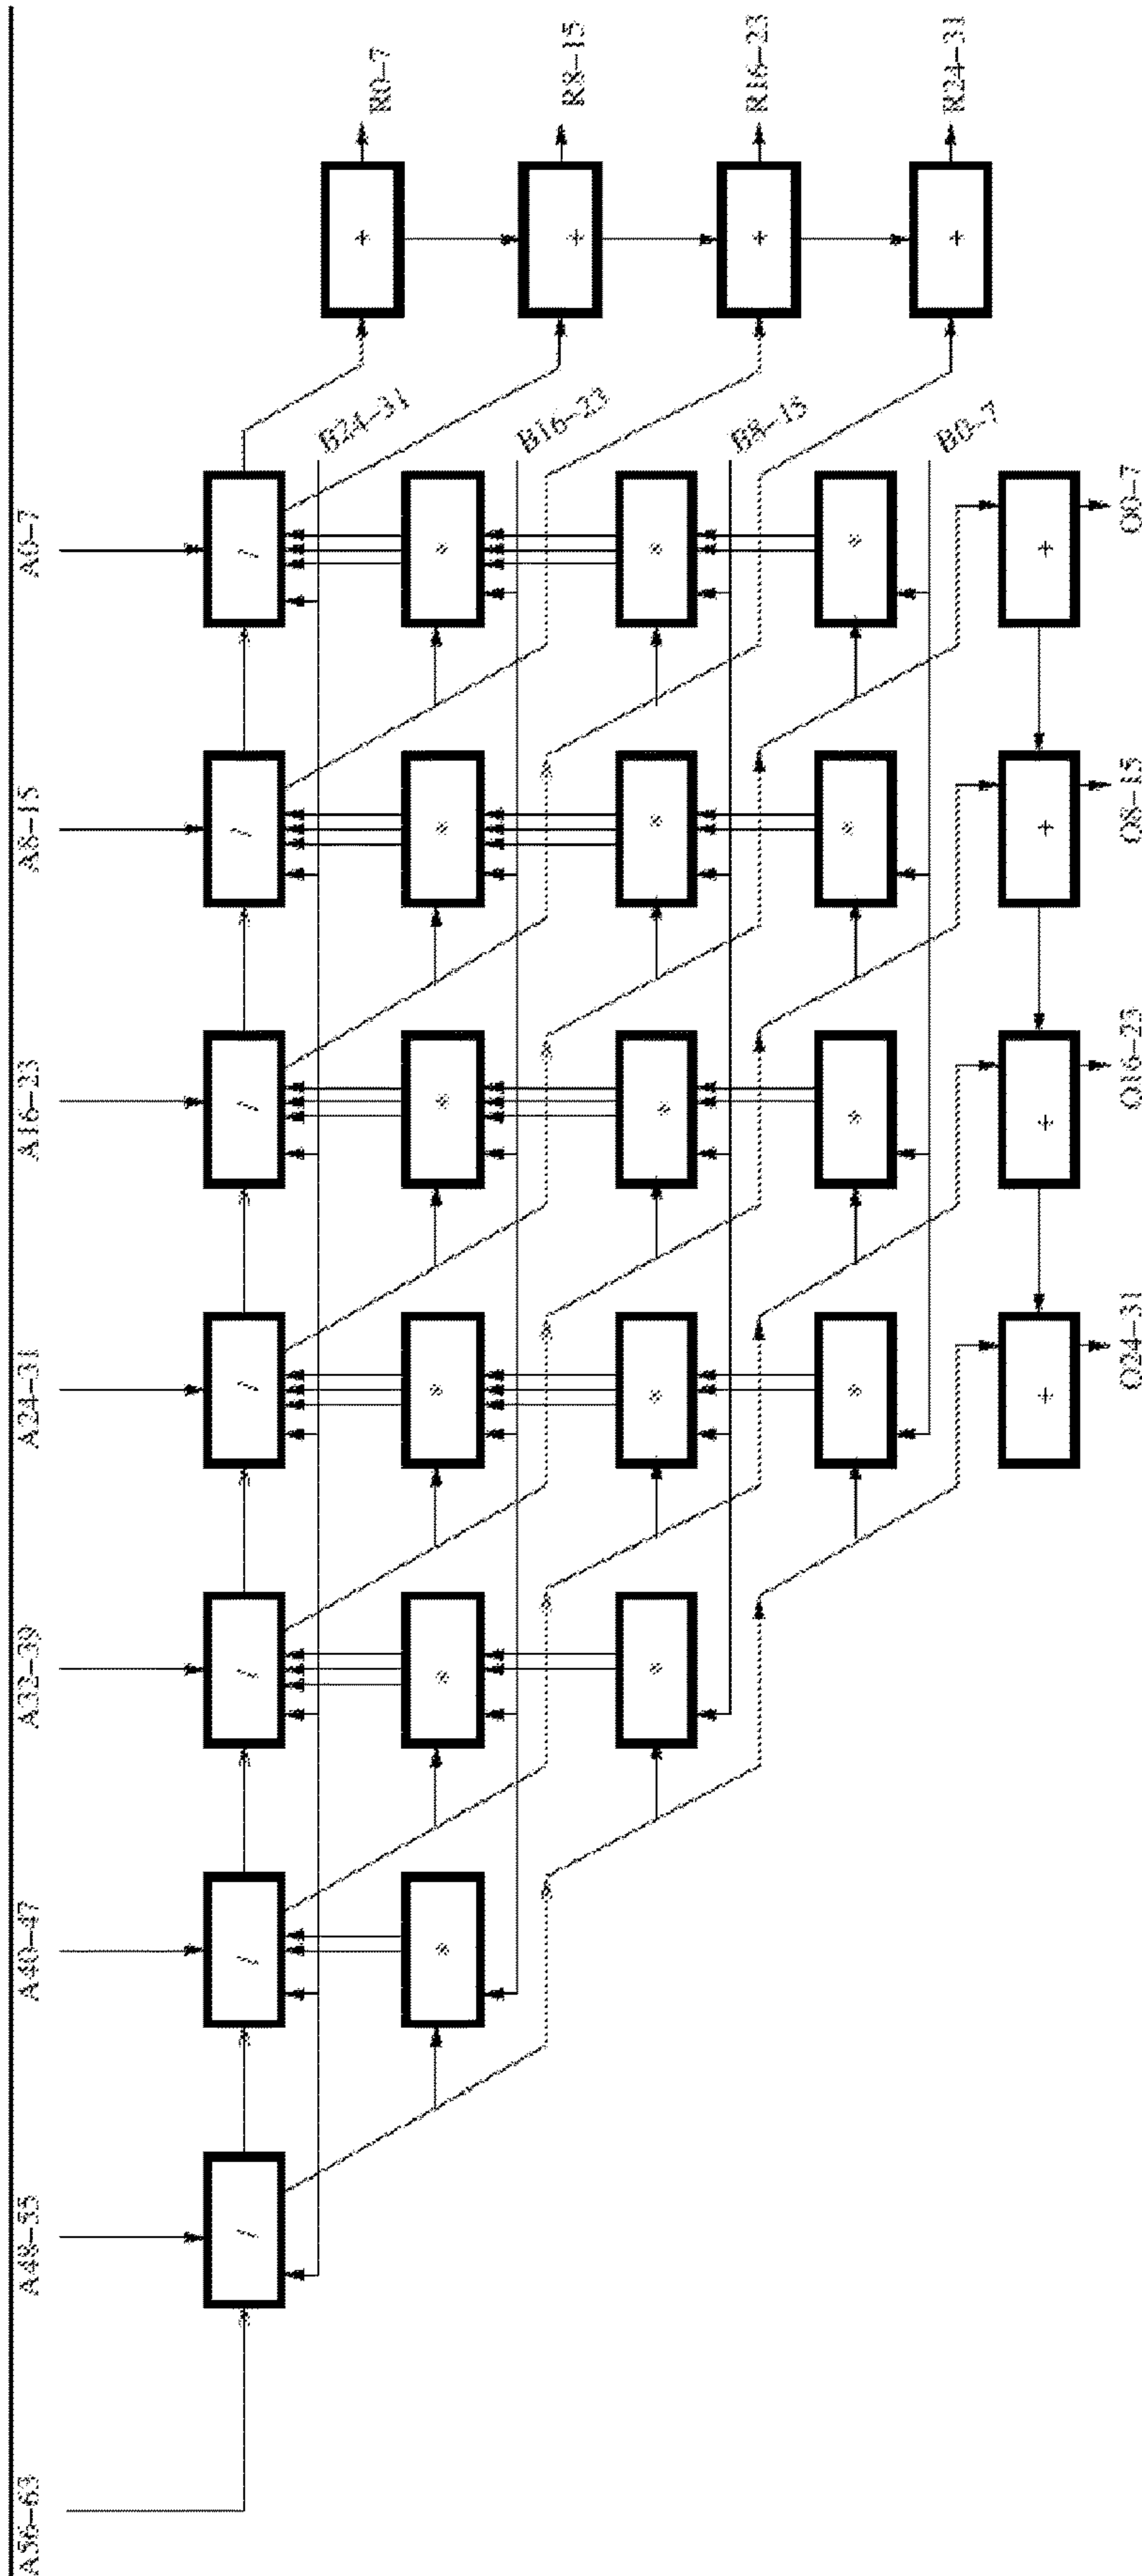 A56–63
A48–55
A40–47
A32–39
A24–31
A16–23
A8–15
A0–7
/
/
/
/
/
/
/
B24–31
+
R0–7
*
*
*
*
*
*
B16–23
+
R8–15
*
*
*
*
*
B8–15
+
R16–23
*
*
*
*
B0–7
+
R24–31
+
+
+
+
Q24–31
Q16–23
Q8–15
Q0–7